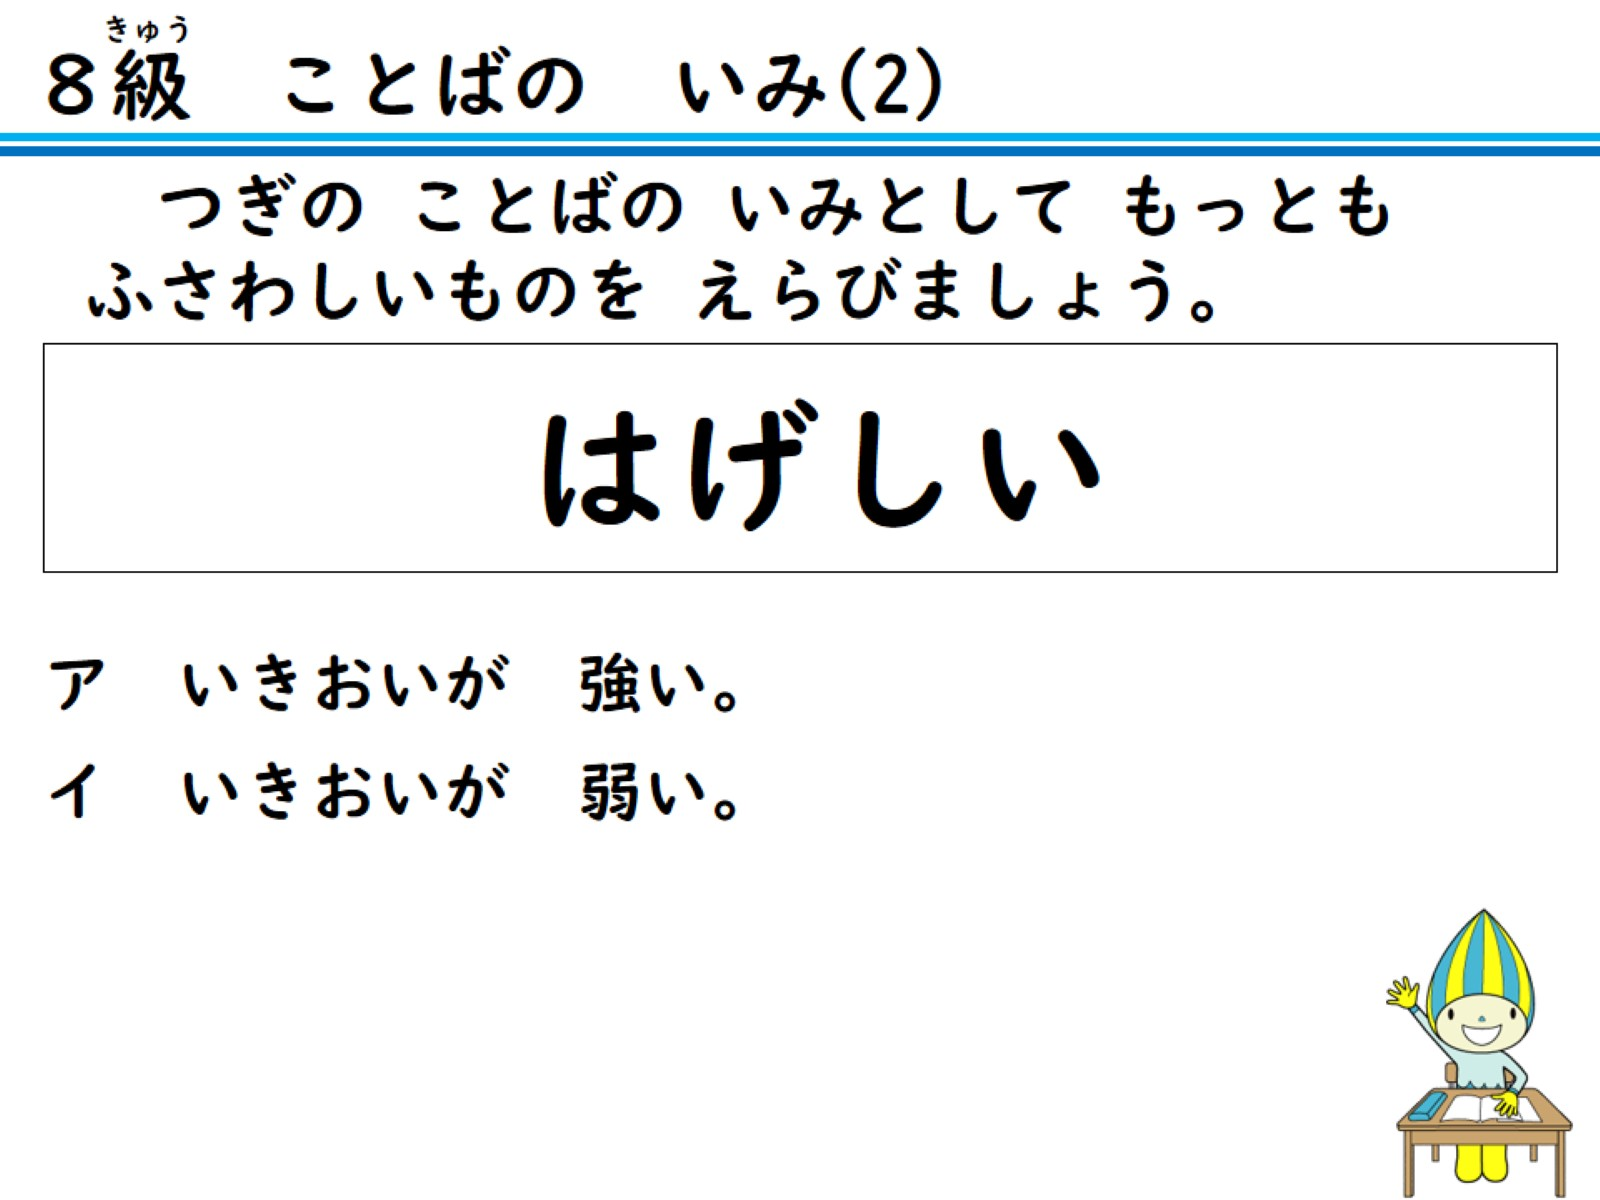 きゅう
8級　ことばの　いみ(2)
つぎの ことばの いみとして もっとも
ふさわしいものを えらびましょう。
はげしい
ア　いきおいが　強い。
イ　いきおいが　弱い。